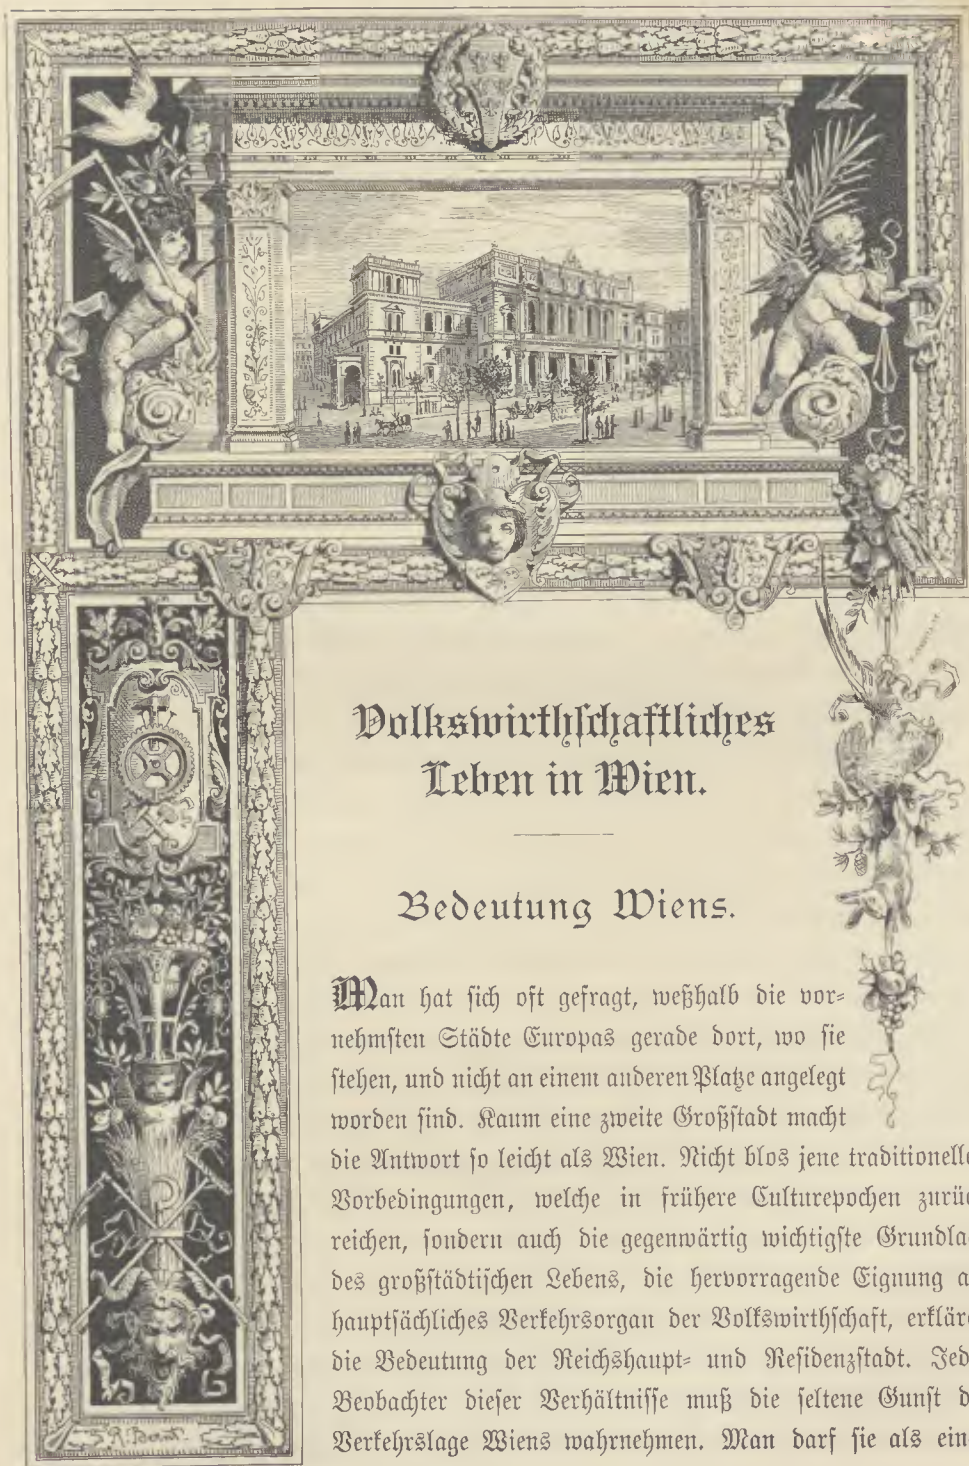 Volkswirthschaftliches
Leben in Wien.
Bedeutung Wiens.
Man hat sich oft gefragt, weßhalb die vor-
nehmsten Städte Europas gerade dort, wo sie
stehen, und nicht an einem anderen Platze angelegt
worden sind. Kaum eine zweite Großstadt macht
die Antwort so leicht als Wien. Nicht blos jene traditionelle
Vorbedingungen, welche in frühere Culturepochen zurü
reichen, sondern auch die gegenwärtig wichtigste Grundla
des großstädtischen Lebens, die hervorragende Eignung a
hauptsächliches Verkehrsorgan der Volkswirthschaft, erkläre
die Bedeutung der Reichshaupt- und Residenzstadt. Jed
Beobachter dieser Verhältnisse muß die seltene Gunst d
Verkehrslage Wiens wahrnehmen. Man darf sie als ein